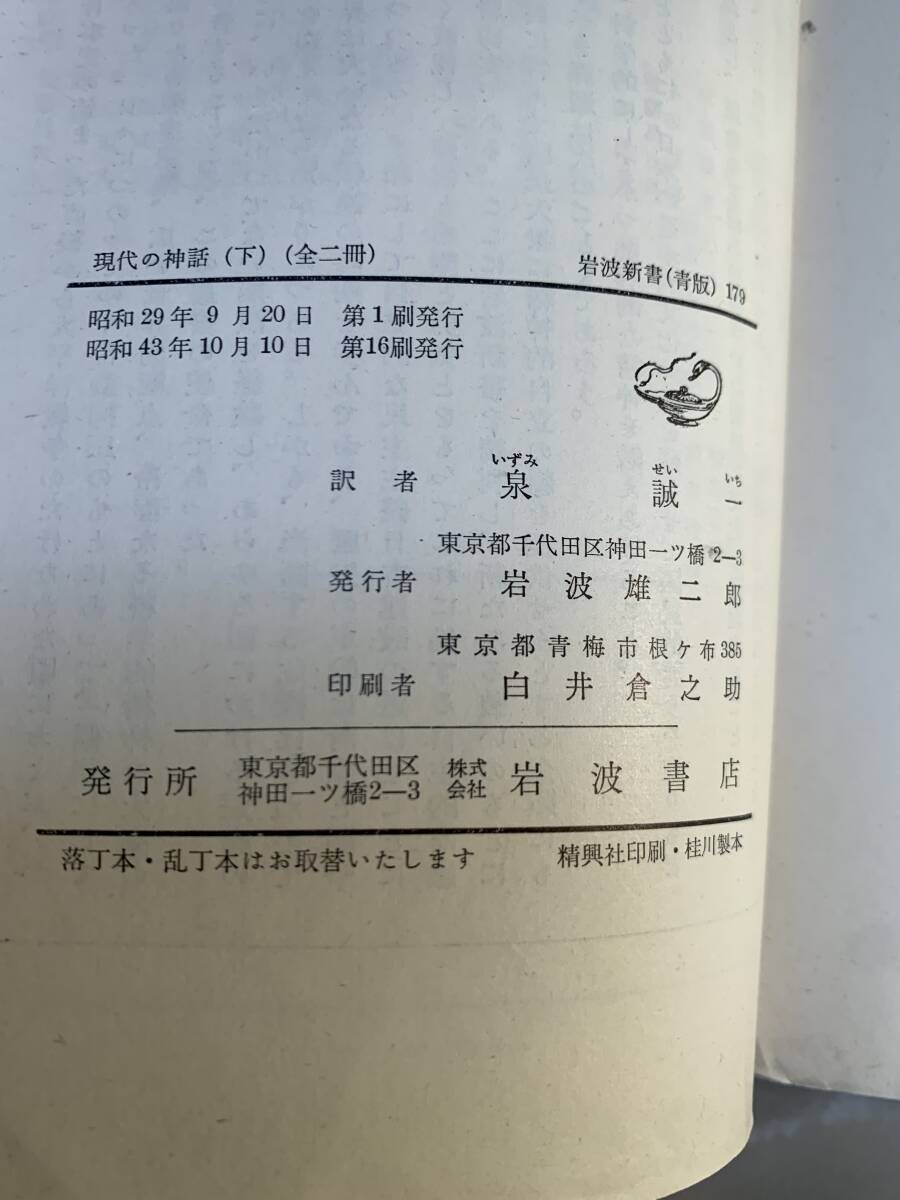 現代の神話（下）（全二冊） 岩波新書（青版）179
昭和29年9月20日 第1刷発行
昭和43年10月10日 第16刷発行
いずみ せい いち
訳者 泉 誠一
東京都千代田区神田一ツ橋2―3
発行者 岩波雄二郎
東京都青梅市根ヶ布385
印刷者 白井倉之助
発行所 東京都千代田区神田一ツ橋2―3 株式会社 岩波書店
落丁本・乱丁本はお取替いたします 精興社印刷・桂川製本